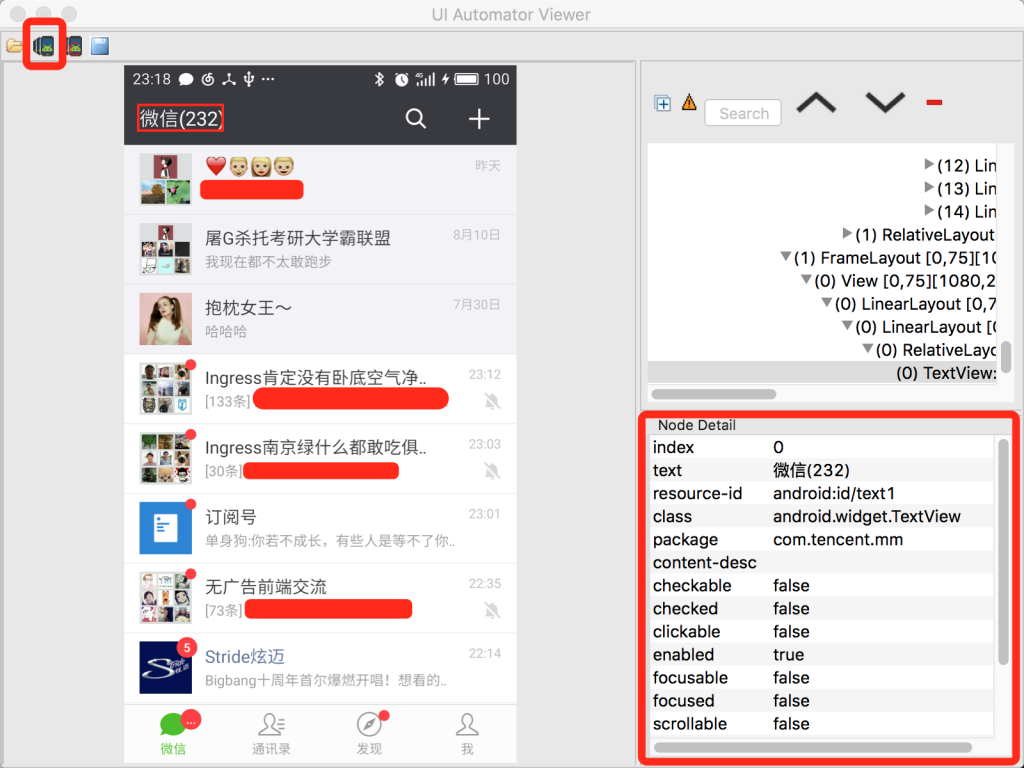 UI Automator Viewer
23:18
4G
100
微信(232)
昨天
屠G杀托考研大学霸联盟
8月10日
我现在都不太敢跑步
抱枕女王～
7月30日
哈哈哈
Ingress肯定没有卧底空气净..
23:12
[133条]
Ingress南京绿什么都敢吃俱..
23:03
[30条]
订阅号
23:01
单身狗:你若不成长，有些人是等不了你..
无广告前端交流
22:35
[73条]
5
Stride炫迈
22:14
Bigbang十周年首尔爆燃开唱！想看的..
...
微信
通讯录
发现
我
Search
(12) Lin
(13) Lin
(14) Lin
(1) RelativeLayout
(1) FrameLayout [0,75][10
(0) View [0,75][1080,2
(0) LinearLayout [0,7
(0) LinearLayout [0
(0) RelativeLayo
(0) TextView:
Node Detail
index 0
text 微信(232)
resource-id android:id/text1
class android.widget.TextView
package com.tencent.mm
content-desc
checkable false
checked false
clickable false
enabled true
focusable false
focused false
scrollable false